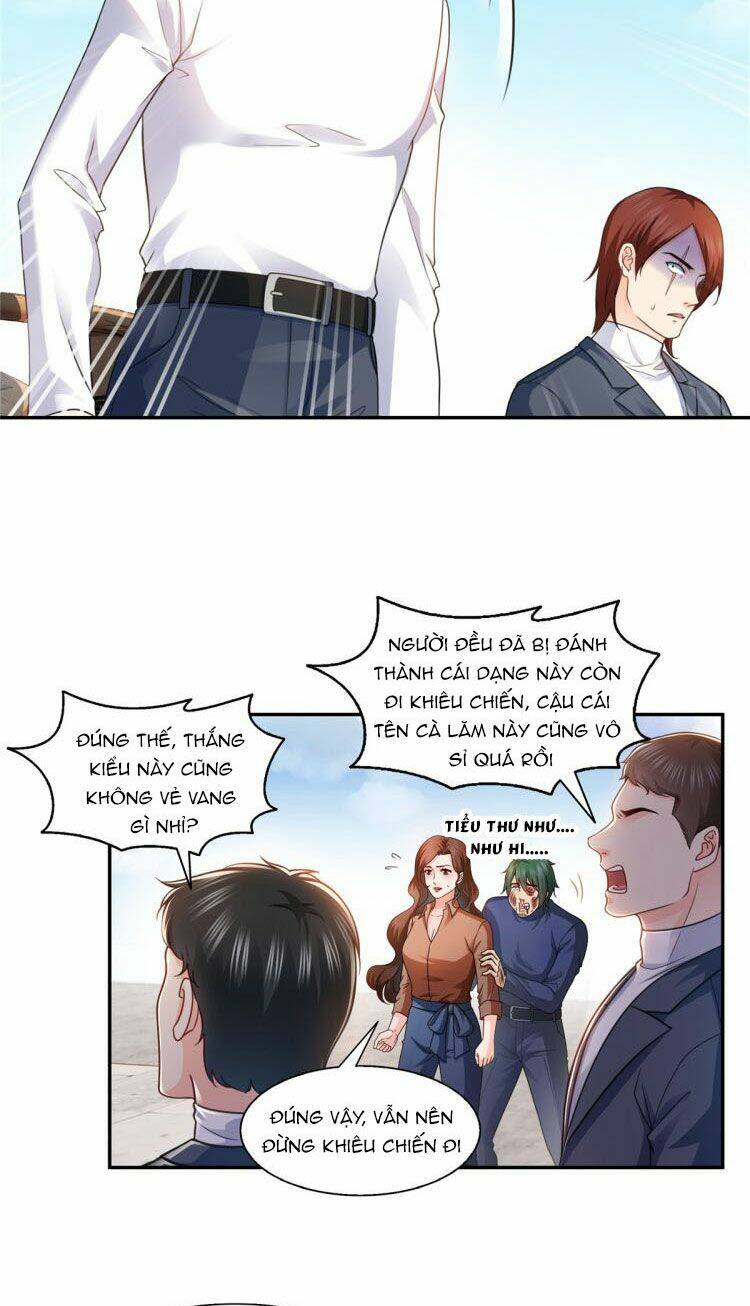 NGƯỜI ĐỀU ĐÃ BỊ ĐÁNH
THÀNH CÁI DẠNG NÀY CÒN
ĐI KHIÊU CHIẾN, CẬU CÁI
TÊN CÀ LĂM NÀY CŨNG VÔ
SỈ QUÁ RỒI
ĐÚNG THẾ, THẮNG
KIỂU NÀY CŨNG
KHÔNG VẺ VANG
GÌ NHỈ?
TIỂU THƯ NHƯ....
NHƯ HI.....
ĐÚNG VẬY, VẪN NÊN
ĐỪNG KHIÊU CHIẾN ĐI